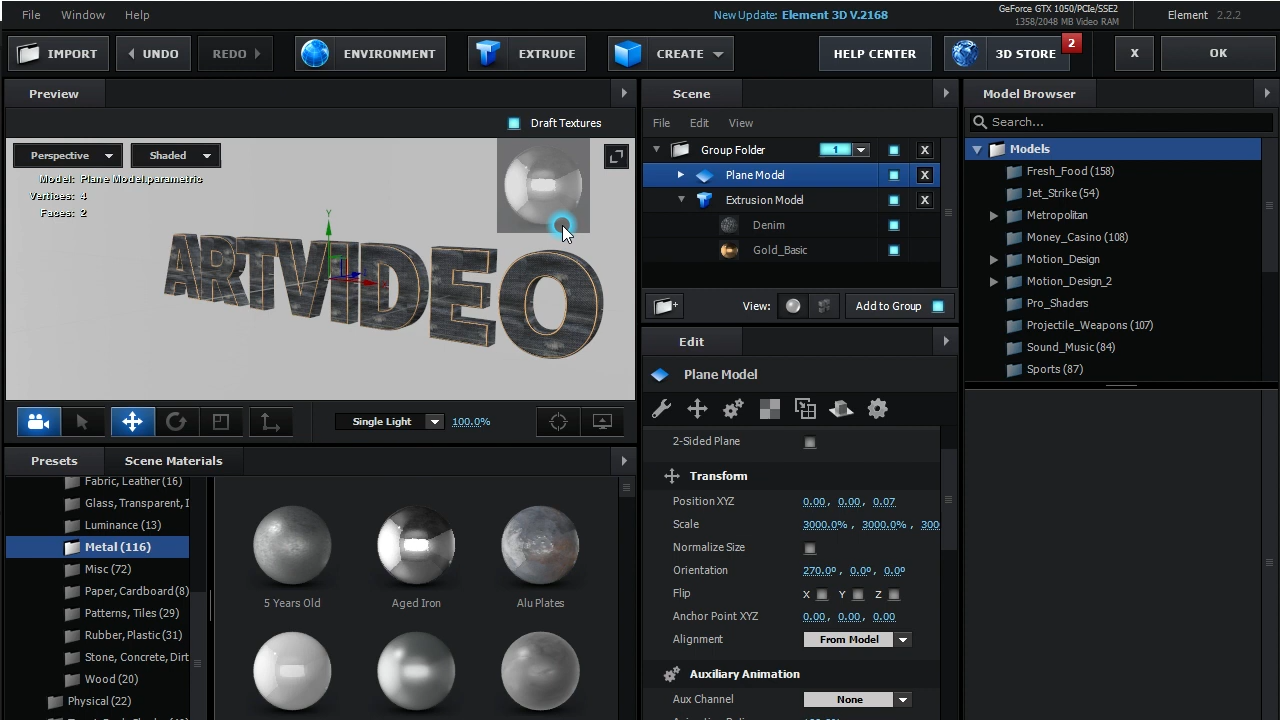 File Window Help
New Update: Element 3D V.2168
GeForce GTX 1050/PCIe/SSE2
1358/2048 MB Video RAM
Element 2.2.2
IMPORT UNDO REDO ENVIRONMENT EXTRUDE CREATE HELP CENTER 3D STORE 2 X OK
Preview
Draft Textures
Perspective Shaded
Model: Plane Model.parametric
Vertices: 4
Faces: 2
Y
ARTVIDEO
Single Light 100.0%
Presets Scene Materials
Fabric, Leather (16)
Glass, Transparent, I
Luminance (13)
Metal (116)
Misc (72)
Paper, Cardboard (8)
Patterns, Tiles (29)
Rubber, Plastic (31)
Stone, Concrete, Dirt
Wood (20)
Physical (22)
5 Years Old Aged Iron Alu Plates
Scene
File Edit View
Group Folder 1 X
Plane Model X
Extrusion Model X
Denim
Gold_Basic
View: Add to Group
Edit
Plane Model
2-Sided Plane
Transform
Position XYZ 0.00, 0.00, 0.07
Scale 3000.0%, 3000.0%, 300
Normalize Size
Orientation 270.0°, 0.0°, 0.0°
Flip X Y Z
Anchor Point XYZ 0.00, 0.00, 0.00
Alignment From Model
Auxiliary Animation
Aux Channel None
Model Browser
Search...
Models
Fresh_Food (158)
Jet_Strike (54)
Metropolitan
Money_Casino (108)
Motion_Design
Motion_Design_2
Pro_Shaders
Projectile_Weapons (107)
Sound_Music (84)
Sports (87)